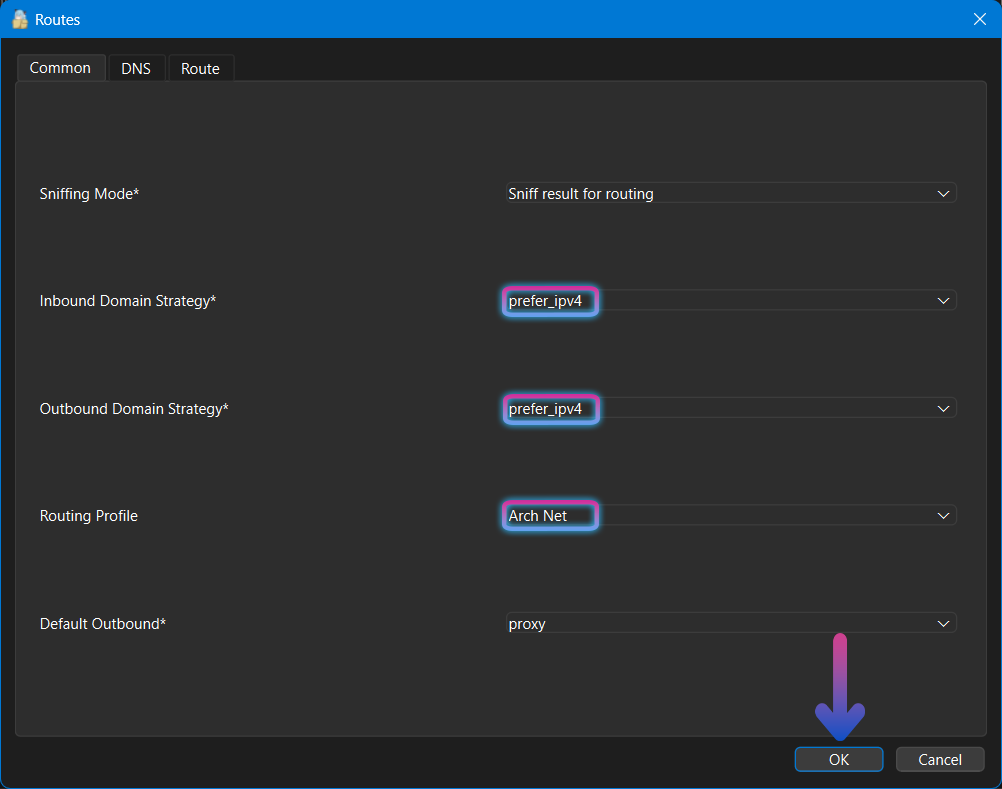 Routes
Common DNS Route
Sniffing Mode* Sniff result for routing
Inbound Domain Strategy* prefer_ipv4
Outbound Domain Strategy* prefer_ipv4
Routing Profile Arch Net
Default Outbound* proxy
OK Cancel